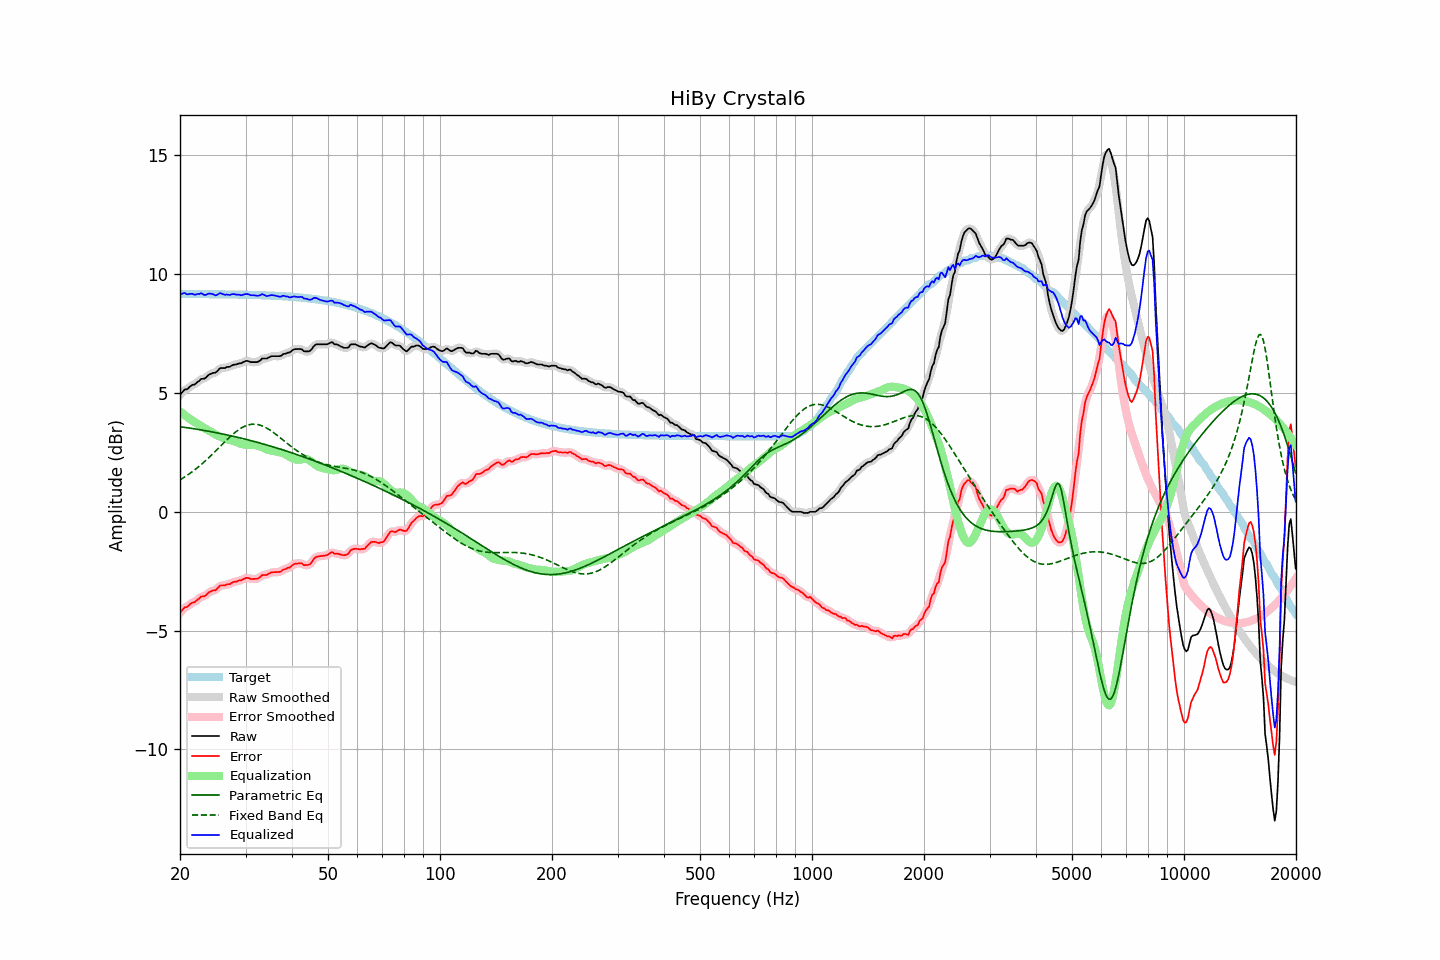 HiBy Crystal6
Amplitude (dBr)
15
10
5
0
−5
−10
Target
Raw Smoothed
Error Smoothed
Raw
Error
Equalization
Parametric Eq
Fixed Band Eq
Equalized
20 50 100 200 500 1000 2000 5000 10000 20000
Frequency (Hz)